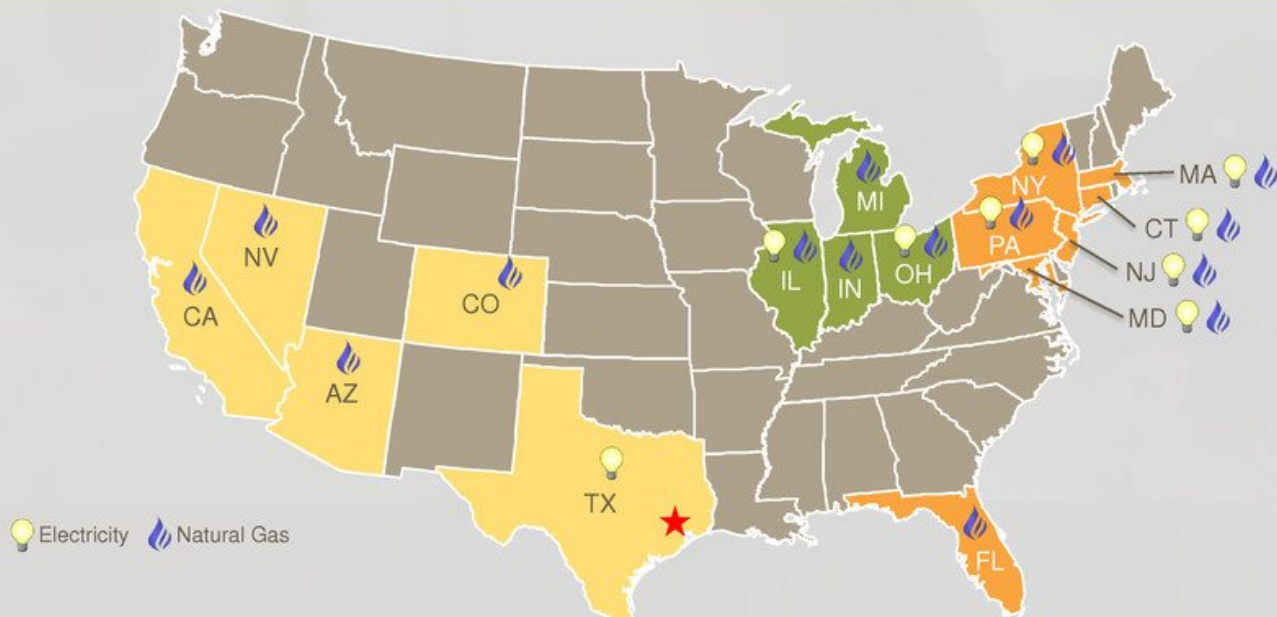 NY
MA
MI
CT
NV
PA
IL
OH
NJ
IN
CO
CA
MD
AZ
TX
Electricity Natural Gas
FL